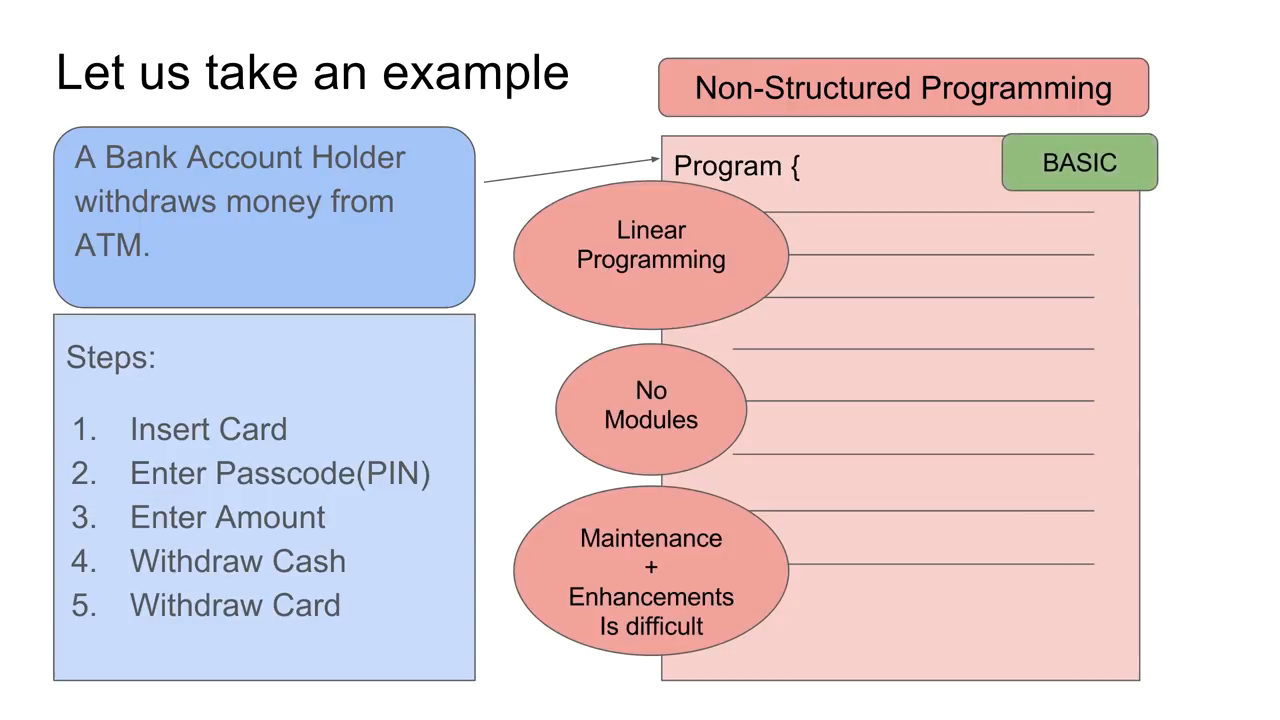 Let us take an example
A Bank Account Holder
withdraws money from
ATM.
Steps:
1. Insert Card
2. Enter Passcode(PIN)
3. Enter Amount
4. Withdraw Cash
5. Withdraw Card
Non-Structured Programming
Program {
BASIC
Linear
Programming
No
Modules
Maintenance
+
Enhancements
Is difficult